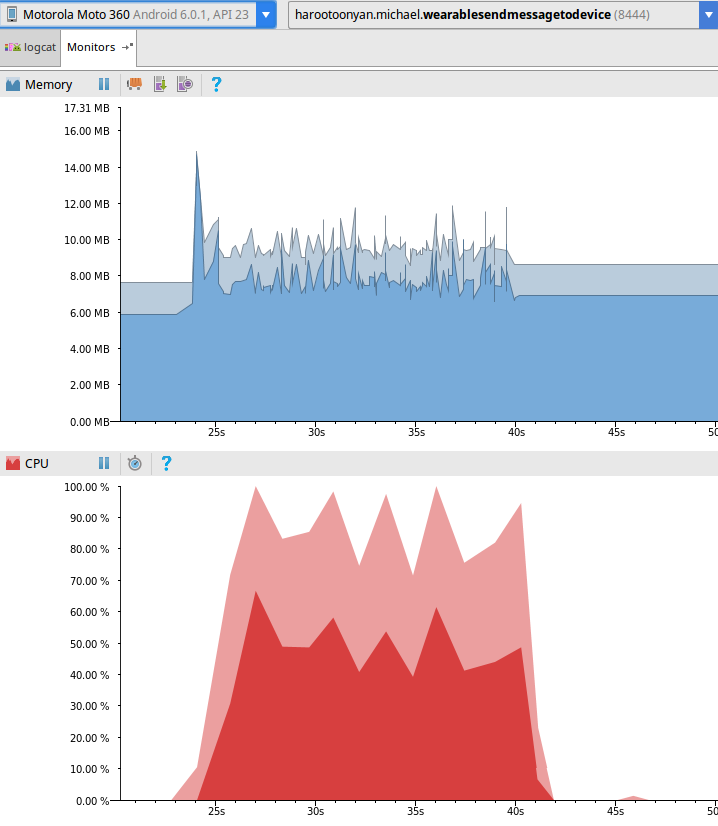 Motorola Moto 360 Android 6.0.1, API 23
harootoonyan.michael.wearablesendmessagetodevice (8444)
logcat
Monitors
Memory
?
17.31 MB
16.00 MB
14.00 MB
12.00 MB
10.00 MB
8.00 MB
6.00 MB
4.00 MB
2.00 MB
0.00 MB
25s 30s 35s 40s 45s 50
CPU
?
100.00 %
90.00 %
80.00 %
70.00 %
60.00 %
50.00 %
40.00 %
30.00 %
20.00 %
10.00 %
0.00 %
25s 30s 35s 40s 45s 50